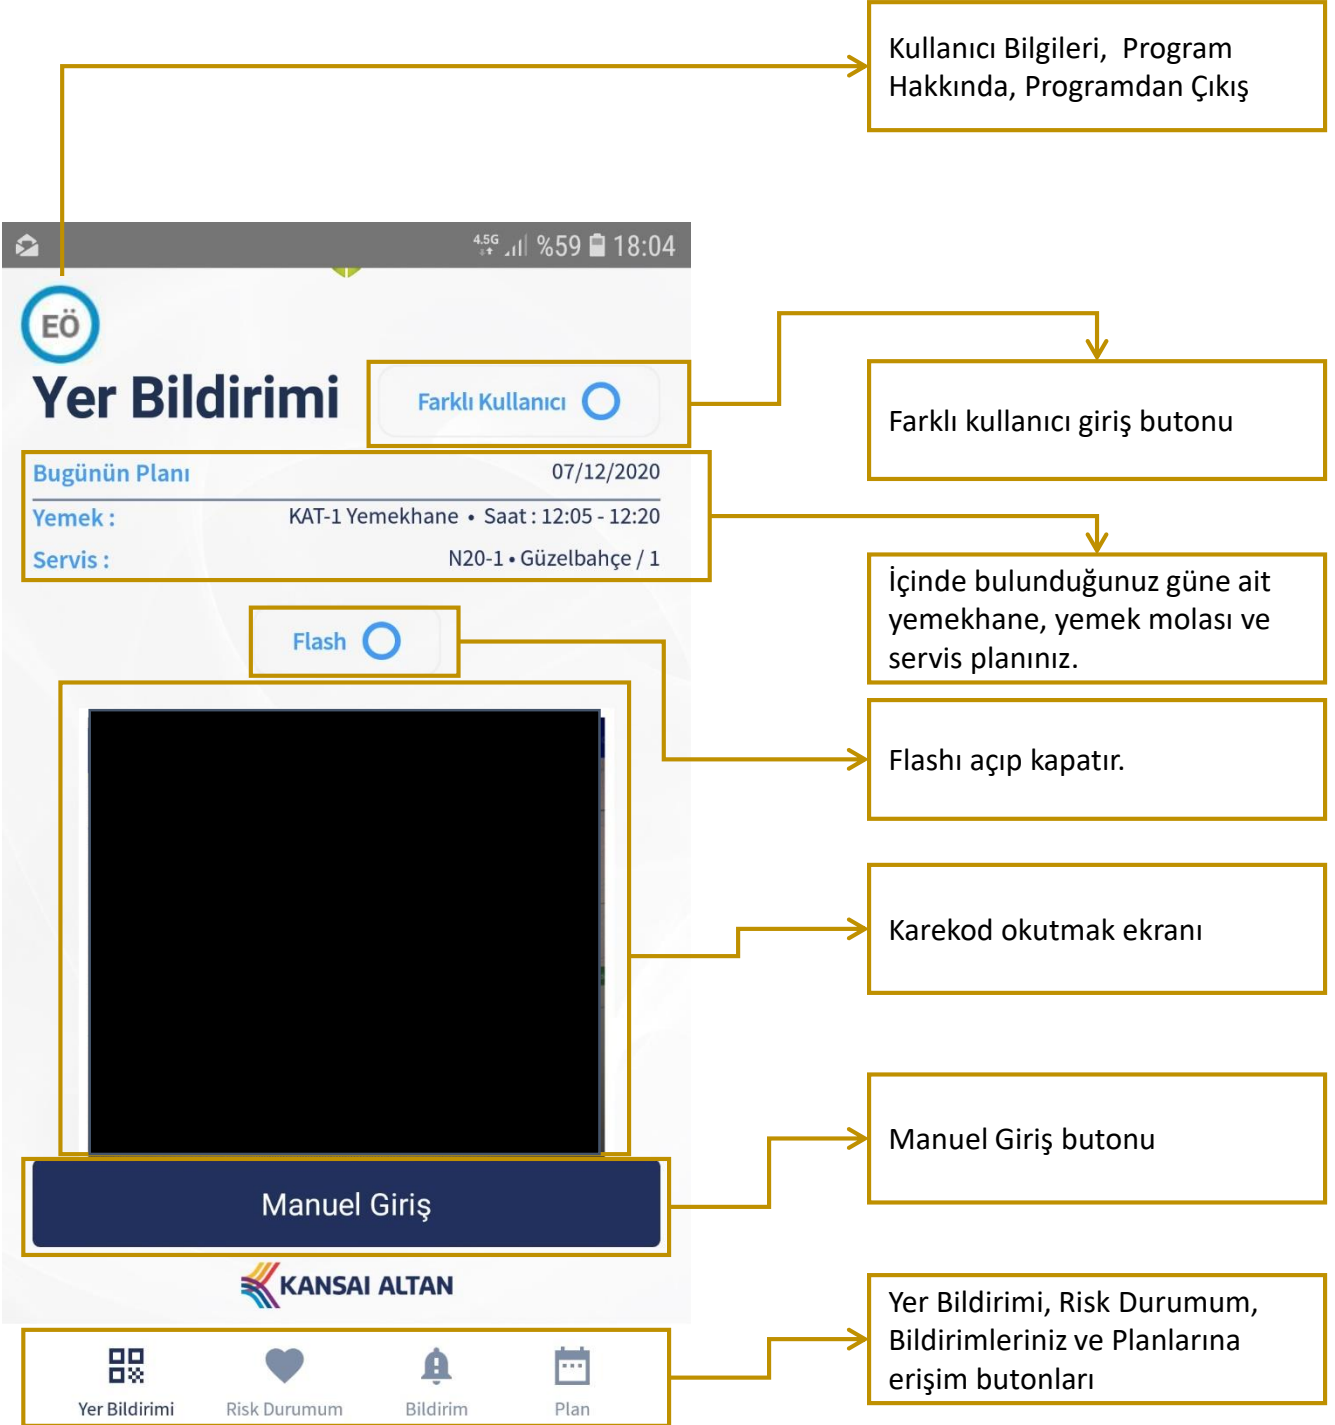 Kullanıcı Bilgileri, Program
Hakkında, Programdan Çıkış
4.5G %59 18:04
EÖ
Yer Bildirimi
Farklı Kullanıcı
Farklı kullanıcı giriş butonu
Bugünün Planı 07/12/2020
Yemek : KAT-1 Yemekhane • Saat : 12:05 - 12:20
Servis : N20-1 • Güzelbahçe / 1
İçinde bulunduğunuz güne ait
yemekhane, yemek molası ve
servis planınız.
Flash
Flashı açıp kapatır.
Karekod okutmak ekranı
Manuel Giriş butonu
Manuel Giriş
KANSAI ALTAN
Yer Bildirimi, Risk Durumum,
Bildirimleriniz ve Planlarına
erişim butonları
Yer Bildirimi Risk Durumum Bildirim Plan